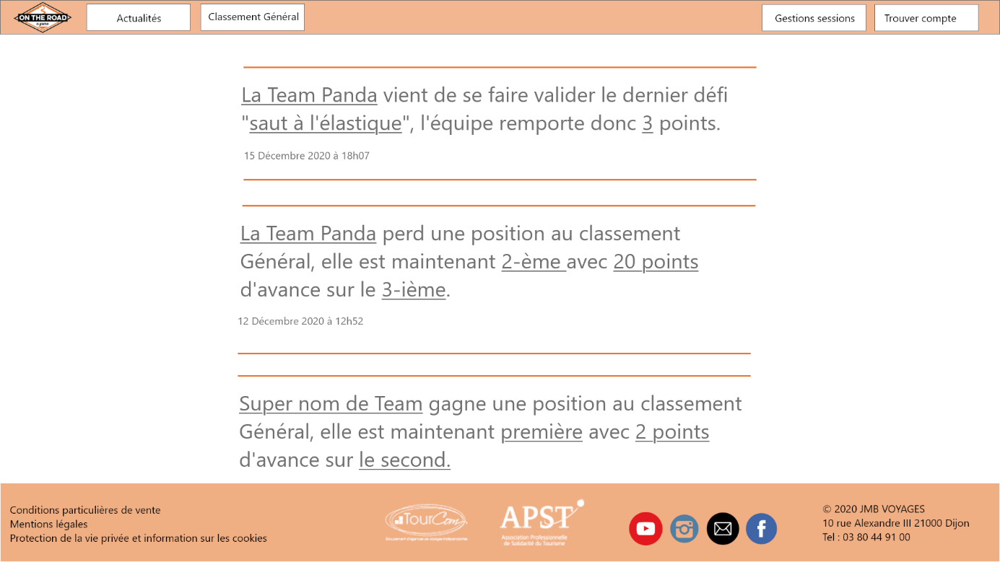 ON THE ROAD
a game
Actualités
Classement Général
Gestions sessions
Trouver compte
La Team Panda vient de se faire valider le dernier défi
"saut à l'élastique", l'équipe remporte donc 3 points.
15 Décembre 2020 à 18h07
La Team Panda perd une position au classement
Général, elle est maintenant 2-ème avec 20 points
d'avance sur le 3-ième.
12 Décembre 2020 à 12h52
Super nom de Team gagne une position au classement
Général, elle est maintenant première avec 2 points
d'avance sur le second.
Conditions particulières de vente
Mentions légales
Protection de la vie privée et information sur les cookies
TourCom
Groupement d'agences de voyages indépendantes
APST
Association Professionnelle
de Solidarité du Tourisme
© 2020 JMB VOYAGES
10 rue Alexandre III 21000 Dijon
Tel : 03 80 44 91 00